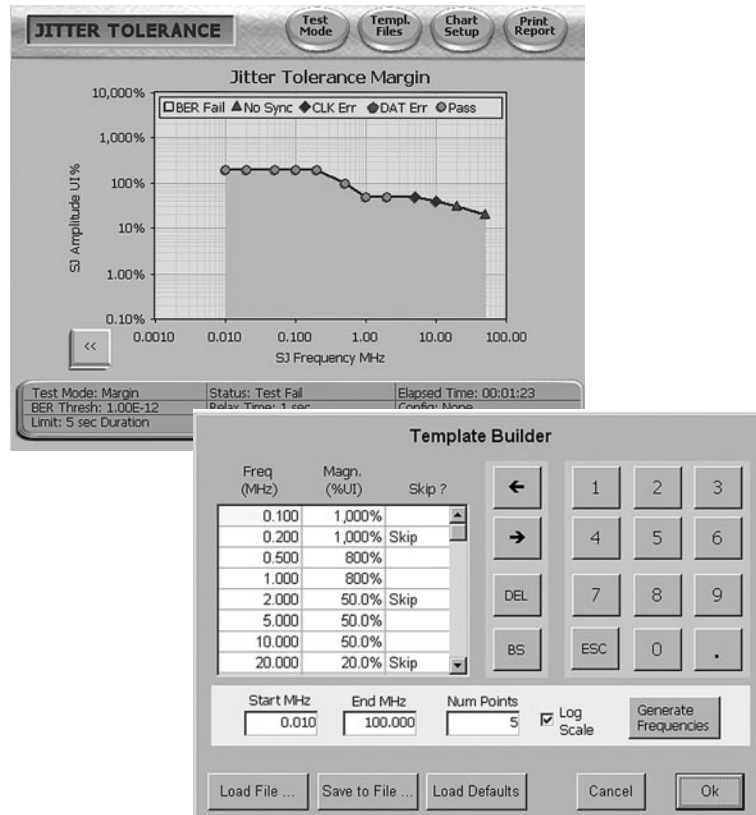 JITTER TOLERANCE
Test Mode
Templ. Files
Chart Setup
Print Report
Jitter Tolerance Margin
10,000%
BER Fail No Sync CLK Err DAT Err Pass
1,000%
100%
10%
1.00%
0.10%
SJ Amplitude UI%
<<
0.0010 0.010 0.100 1.00 10.00 100.00
SJ Frequency MHz
Test Mode: Margin Status: Test Fail Elapsed Time: 00:01:23
BER Thresh: 1.00E-12 Relax Time: 1 sec Config: None
Limit: 5 sec Duration
Template Builder
Freq (MHz) Magn. (%UI) Skip ?
0.100 1,000%
0.200 1,000% Skip
0.500 800%
1.000 800%
2.000 50.0% Skip
5.000 50.0%
10.000 50.0%
20.000 20.0% Skip
1 2 3
4 5 6
DEL 7 8 9
BS ESC 0 .
Start MHz End MHz Num Points
0.010 100.000 5 Log Scale Generate Frequencies
Load File ... Save to File ... Load Defaults Cancel Ok